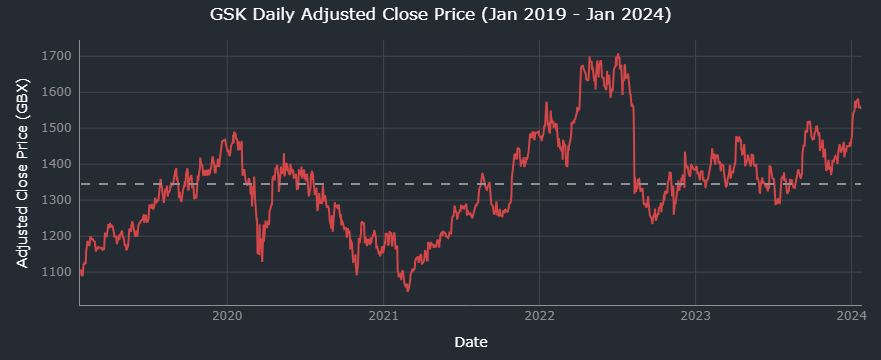 GSK Daily Adjusted Close Price (Jan 2019 - Jan 2024)
Adjusted Close Price (GBX)
1700
1600
1500
1400
1300
1200
1100
2020 2021 2022 2023 2024
Date